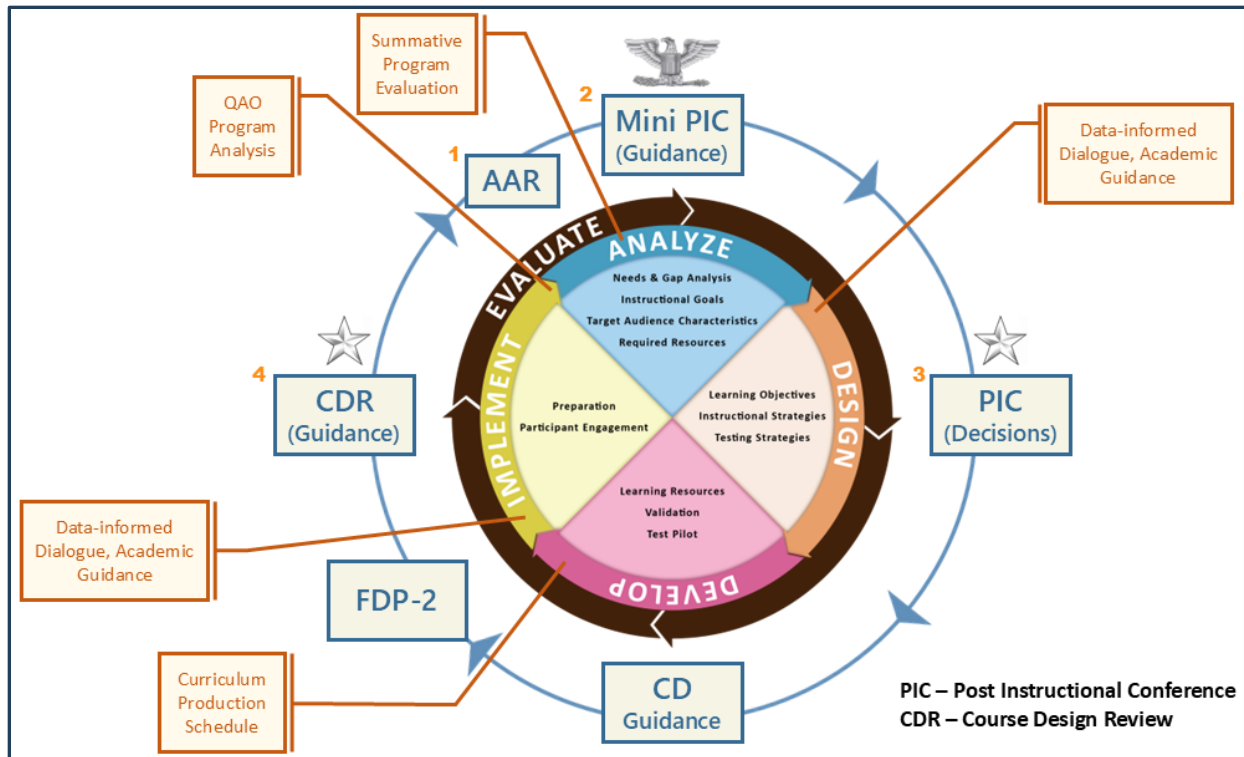 Summative
Program
Evaluation
QAO
Program
Analysis
2
Mini PIC
(Guidance)
Data-informed
Dialogue, Academic
Guidance
1
AAR
EVALUATE
ANALYZE
Needs & Gap Analysis
Instructional Goals
Target Audience Characteristics
Required Resources
4
CDR
(Guidance)
IMPLEMENT
Preparation
Participant Engagement
Learning Objectives
Instructional Strategies
Testing Strategies
DESIGN
3
PIC
(Decisions)
Learning Resources
Validation
Test Pilot
DEVELOP
Data-informed
Dialogue, Academic
Guidance
FDP-2
Curriculum
Production
Schedule
CD
Guidance
PIC – Post Instructional Conference
CDR – Course Design Review